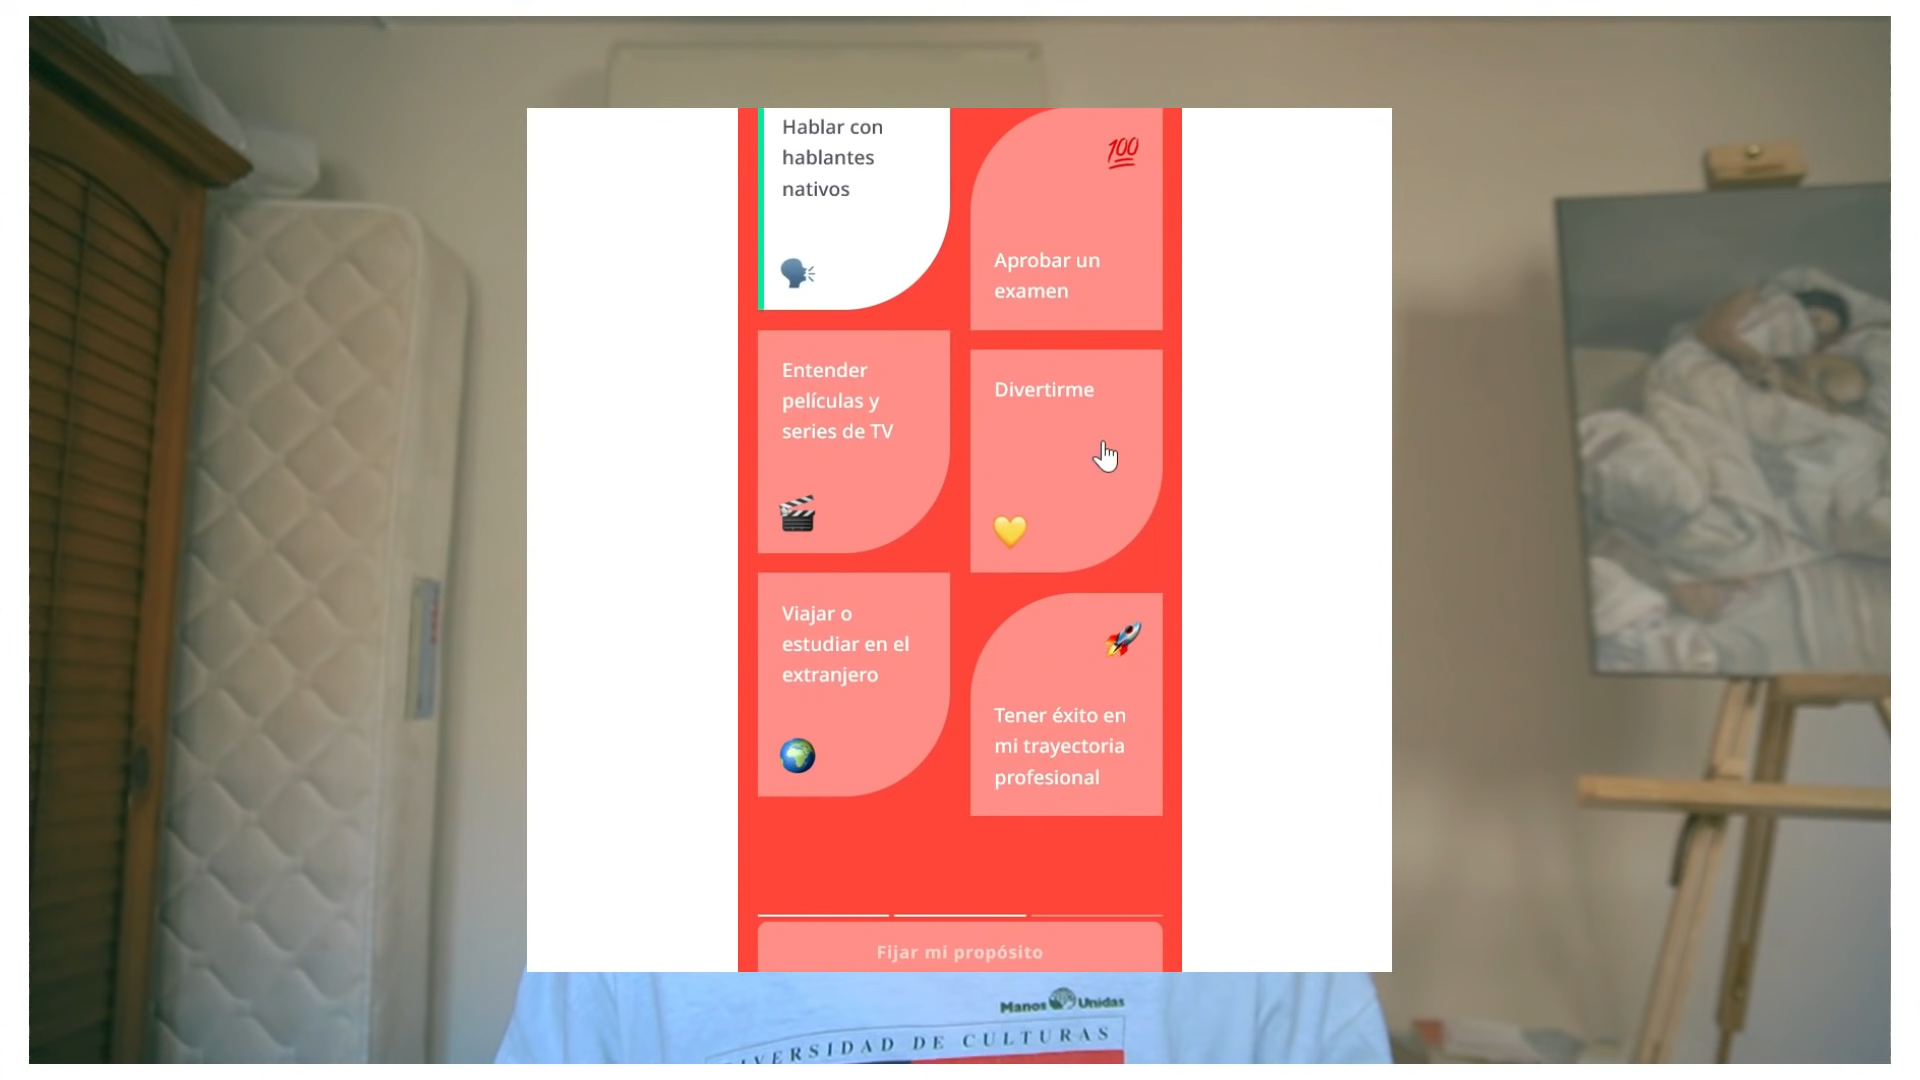 Hablar con
hablantes
nativos
Aprobar un
examen
Entender
películas y
series de TV
Divertirme
Viajar o
estudiar en el
extranjero
Tener éxito en
mi trayectoria
profesional
Fijar mi propósito
Manos Unidas
IVERSIDAD DE CULTURAS